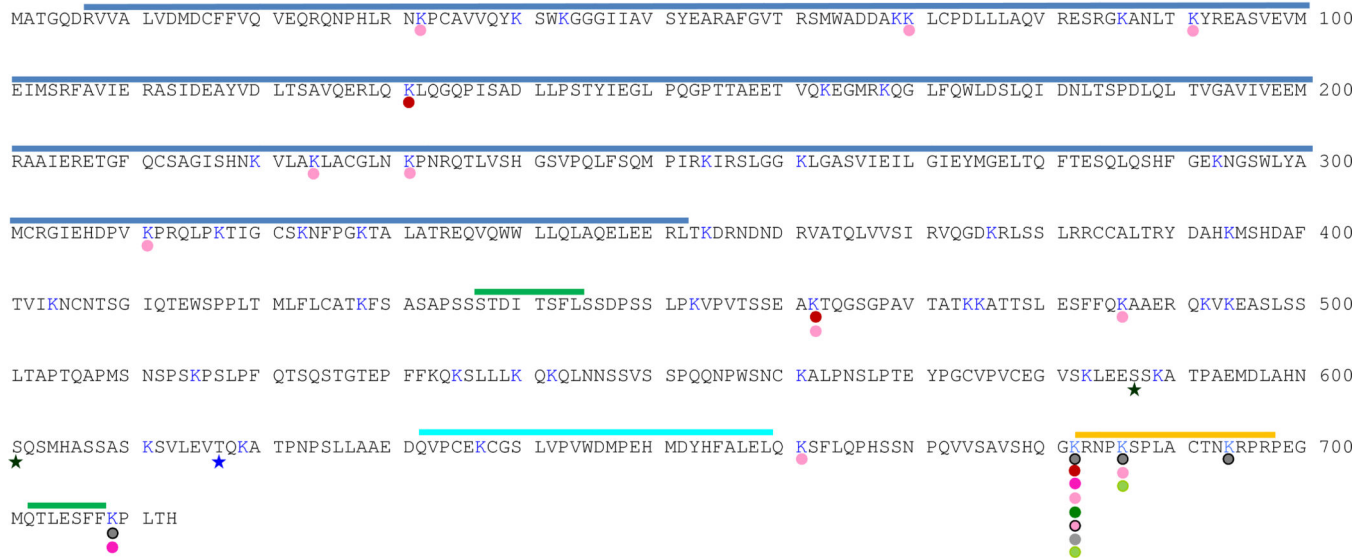 MATGQDRVVA LVDMDCFFVQ VEQRQNPHLR NKPCAVVQYK SWKGGGIIAV SYEARAFGVT RSMWADDAKK LCPDLLLAQV RESRGKANLT KYREASVEVM 100
EIMSRFAVIE RASIDEAYVD LTSAVQERLQ KLQGQPISAD LLPSTYIEGL PQGPTTAEET VQKEGMRKQG LFQWLDSLQI DNLTSPDLQL TVGAVIVEEM 200
RAAIERETGF QCSAGISHNK VLAKLACGLN KPNRQTLVSH GSVPQLFSQM PIRKIRSLGG KLGASVIEIL GIEYMGELTQ FTESQLQSHF GEKNGSWLYA 300
MCRGIEHDPV KPRQLPKTIG CSKNFPGKTA LATREQVQWW LLQLAQELEE RLTKDRNDND RVATQLVVSI RVQGDKRLSS LRRCCALTRY DAHKMSHDAF 400
TVIKNCNTSG IQTEWSPPLT MLFLCATKFS ASAPSSSTDI TSFLSSDPSS LPKVPVTSSE AKTQGSGPAV TATKKATTSL ESFFQKAAER QKVKEASLSS 500
LTAPTQAPMS NSPSKPSLPF QTSQSTGTEP FFKQKSLLLK QKQLNNSSVS SPQQNPWSNC KALPNSLPTE YPGCVPVCEG VSKLEESSKA TPAEMDLAHN 600
SQSMHASSAS KSVLEVTQKA TPNPSLLAAE DQVPCEKCGS LVPVWDMPEH MDYHFALELQ KSFLQPHSSN PQVVSAVSHQ GKRNPKSPLA CTNKRPRPEG 700
MQTLESFFKP LTH